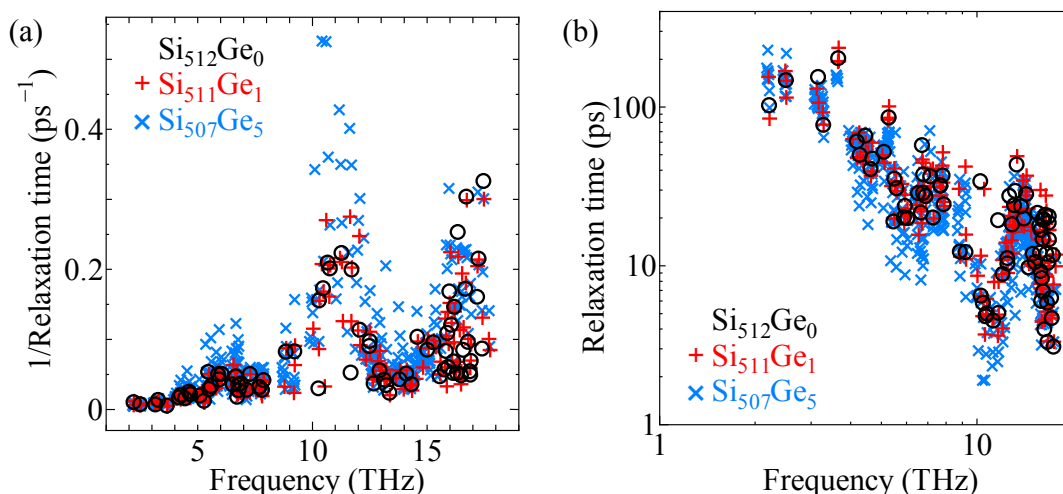 (a)
1/Relaxation time (ps⁻¹)
0.4
0.2
0
Si₅₁₂Ge₀
+ Si₅₁₁Ge₁
× Si₅₀₇Ge₅
5 10 15
Frequency (THz)
(b)
Relaxation time (ps)
100
10
1
Si₅₁₂Ge₀
+ Si₅₁₁Ge₁
× Si₅₀₇Ge₅
1 10
Frequency (THz)